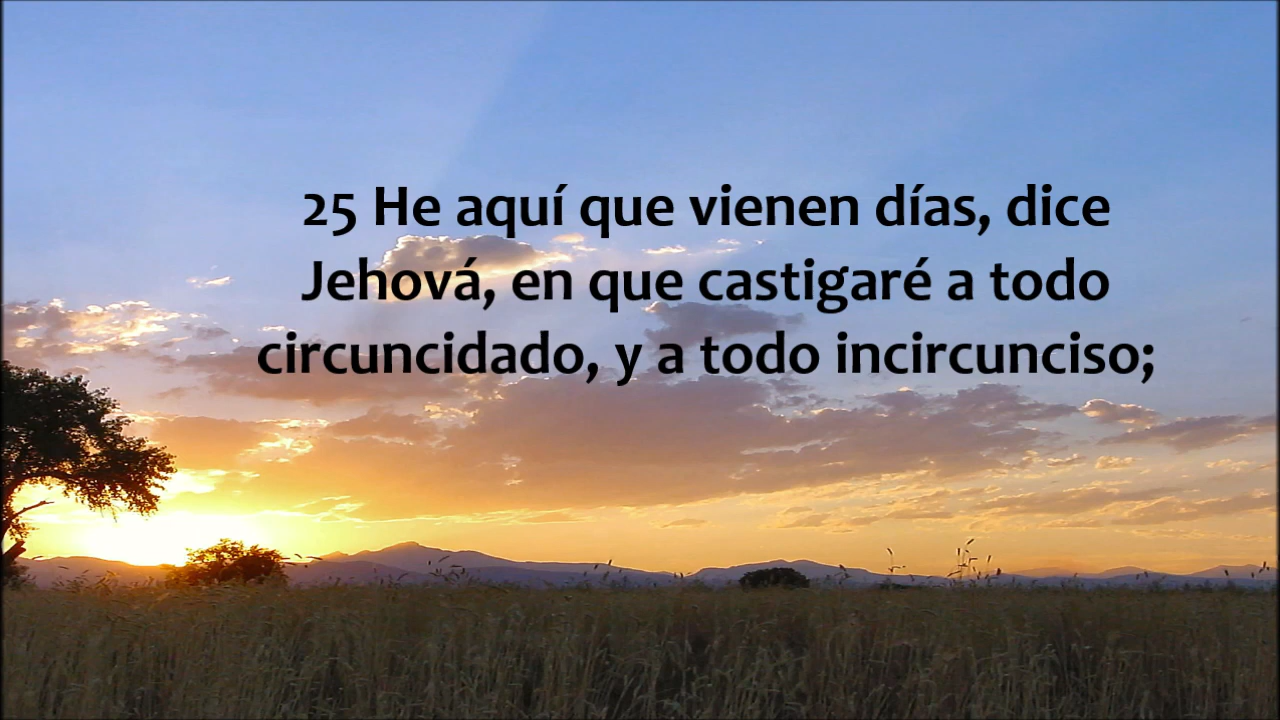 25 He aquí que vienen días, dice
Jehová, en que castigaré a todo
circuncidado, y a todo incircunciso;